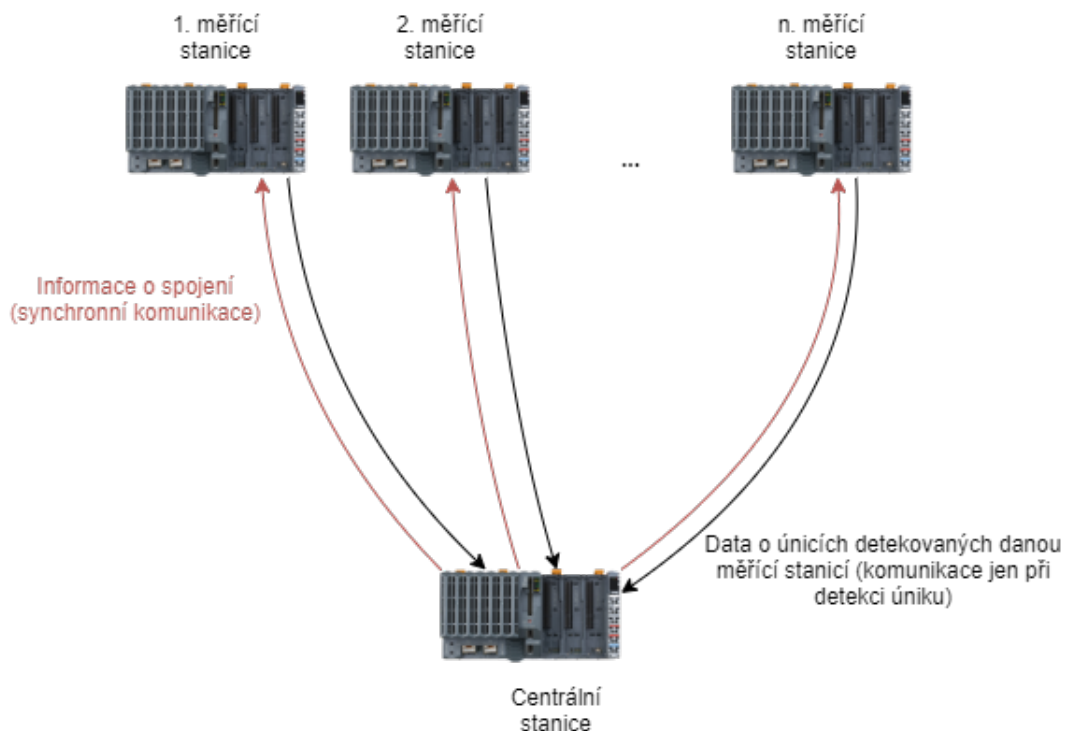 1. měřící
stanice
2. měřící
stanice
n. měřící
stanice
...
Informace o spojení
(synchronní komunikace)
Data o únicích detekovaných danou
měřící stanicí (komunikace jen při
detekci úniku)
Centrální
stanice